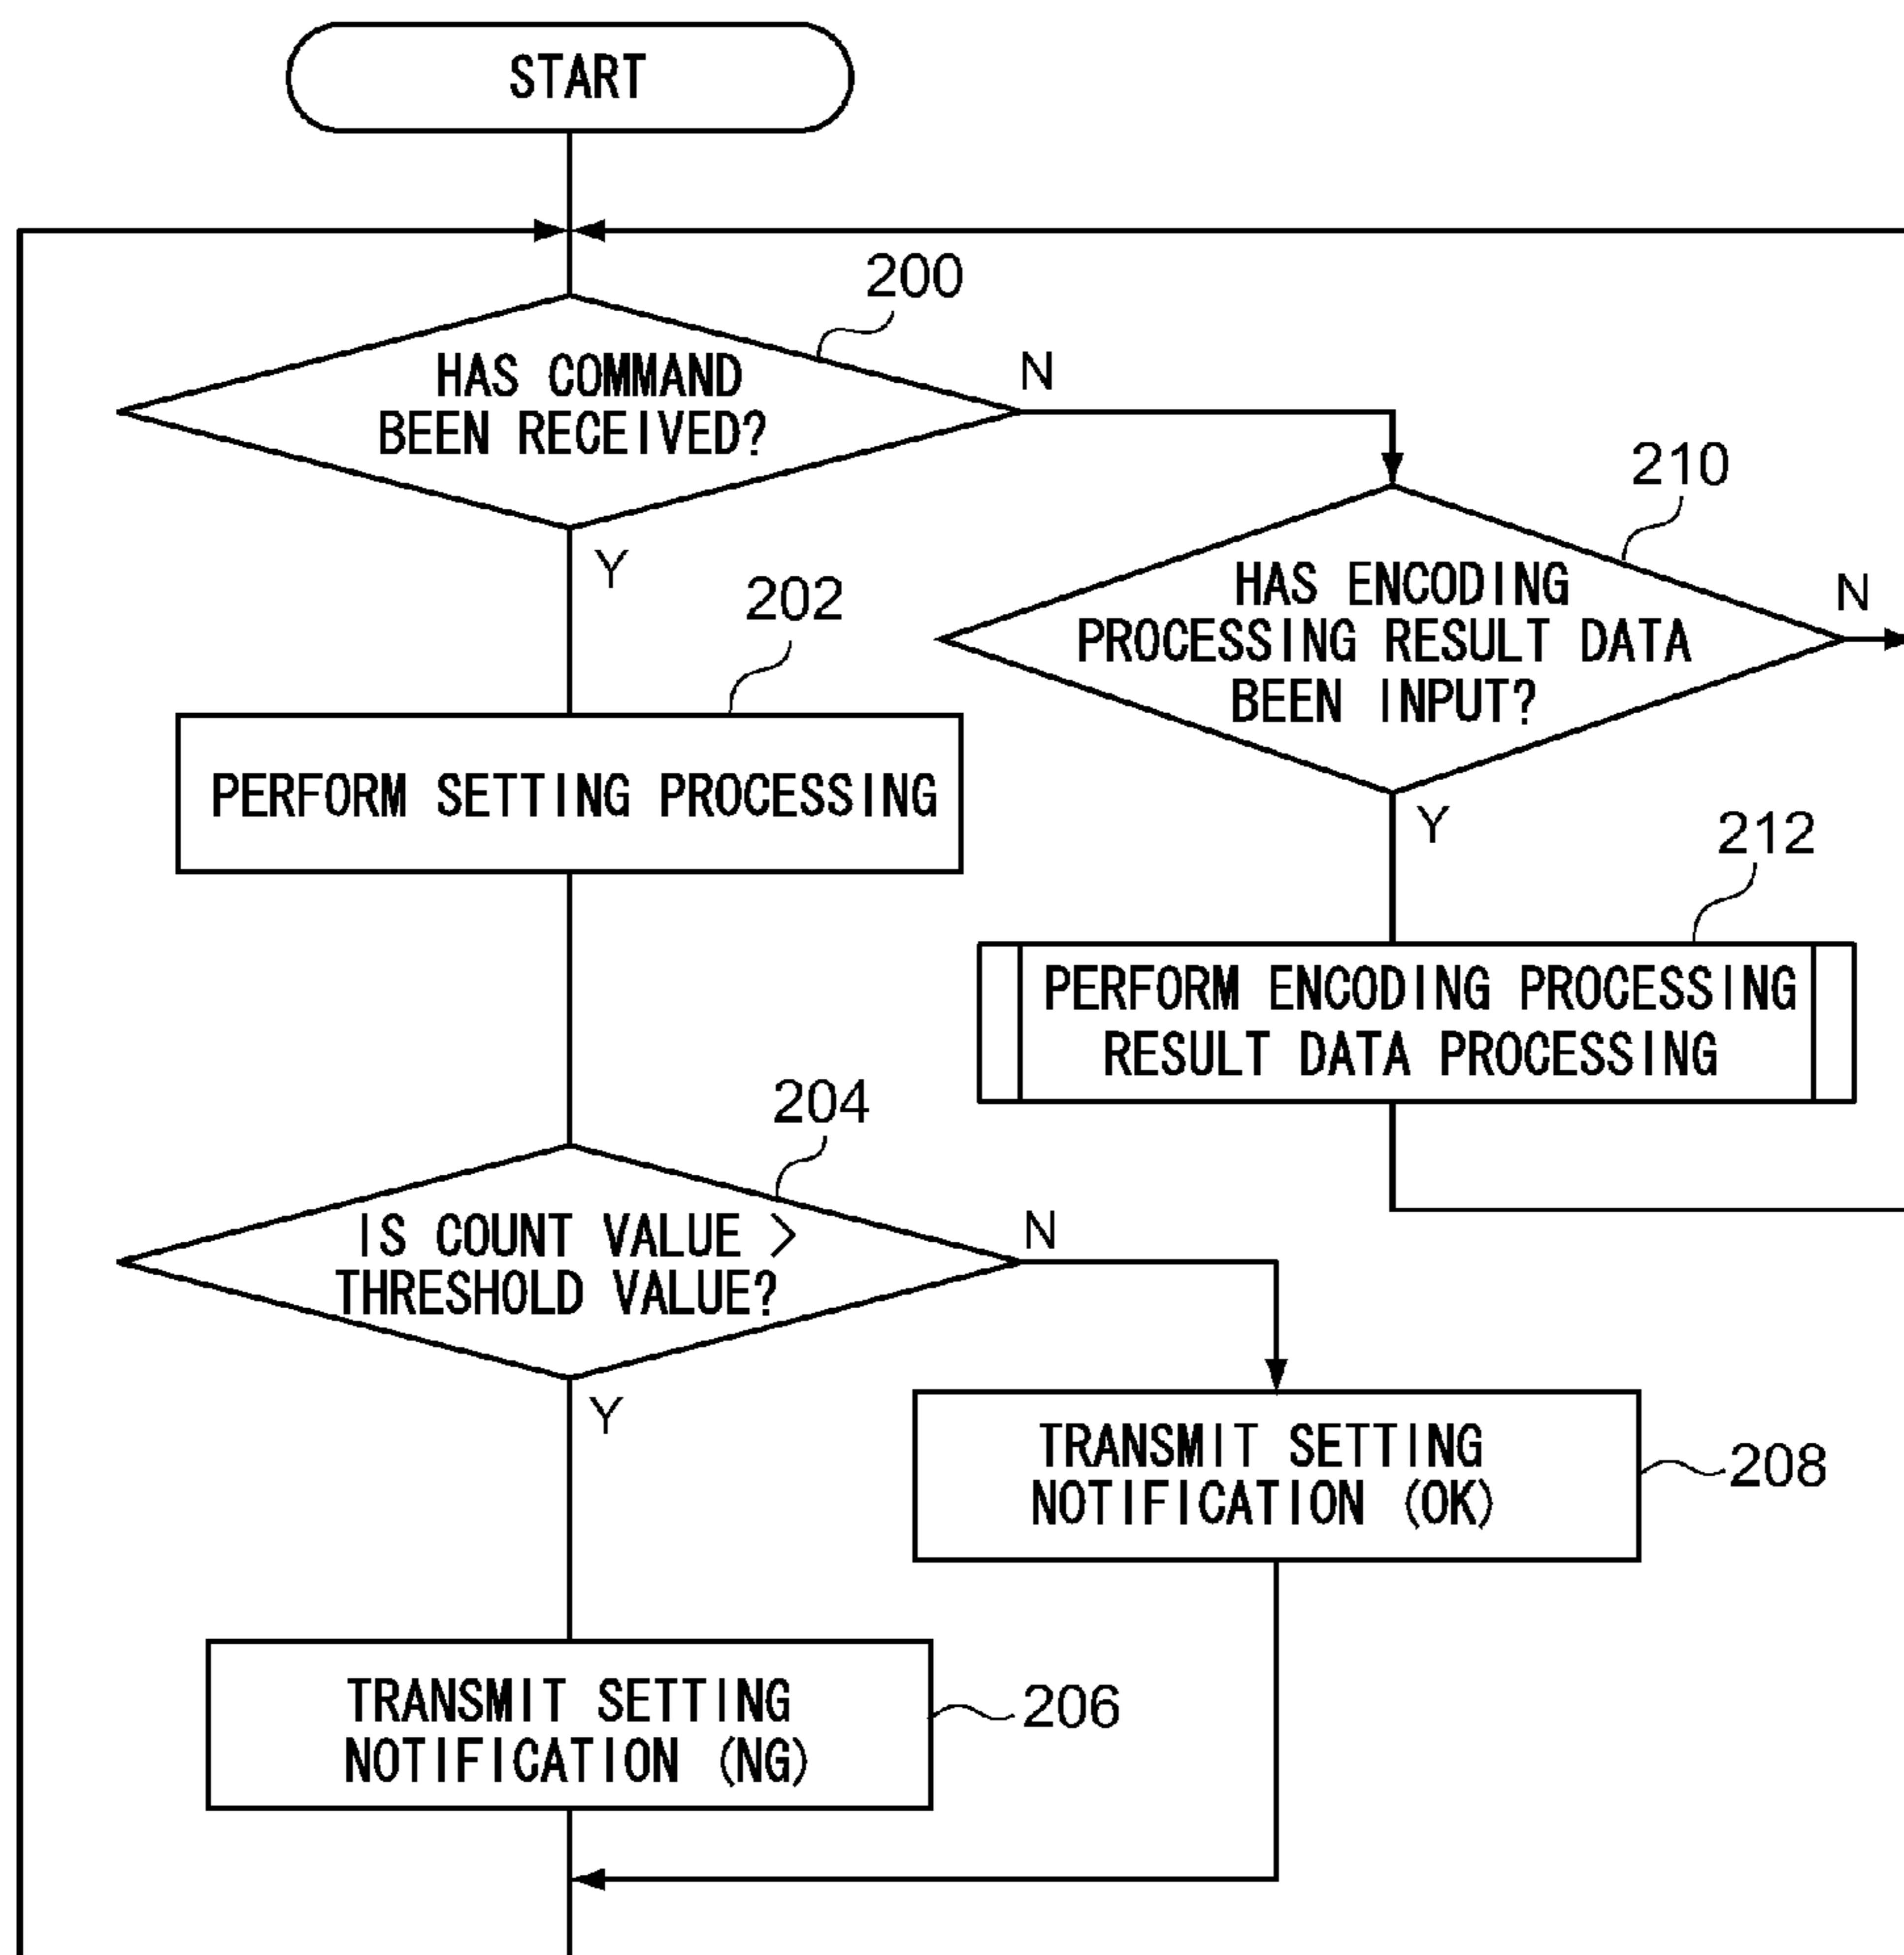 START
200
HAS COMMAND
BEEN RECEIVED?
N
Y
210
HAS ENCODING
PROCESSING RESULT DATA
BEEN INPUT?
N
Y
202
PERFORM SETTING PROCESSING
212
PERFORM ENCODING PROCESSING
RESULT DATA PROCESSING
204
IS COUNT VALUE >
THRESHOLD VALUE?
N
Y
TRANSMIT SETTING
NOTIFICATION (OK)
208
TRANSMIT SETTING
NOTIFICATION (NG)
206